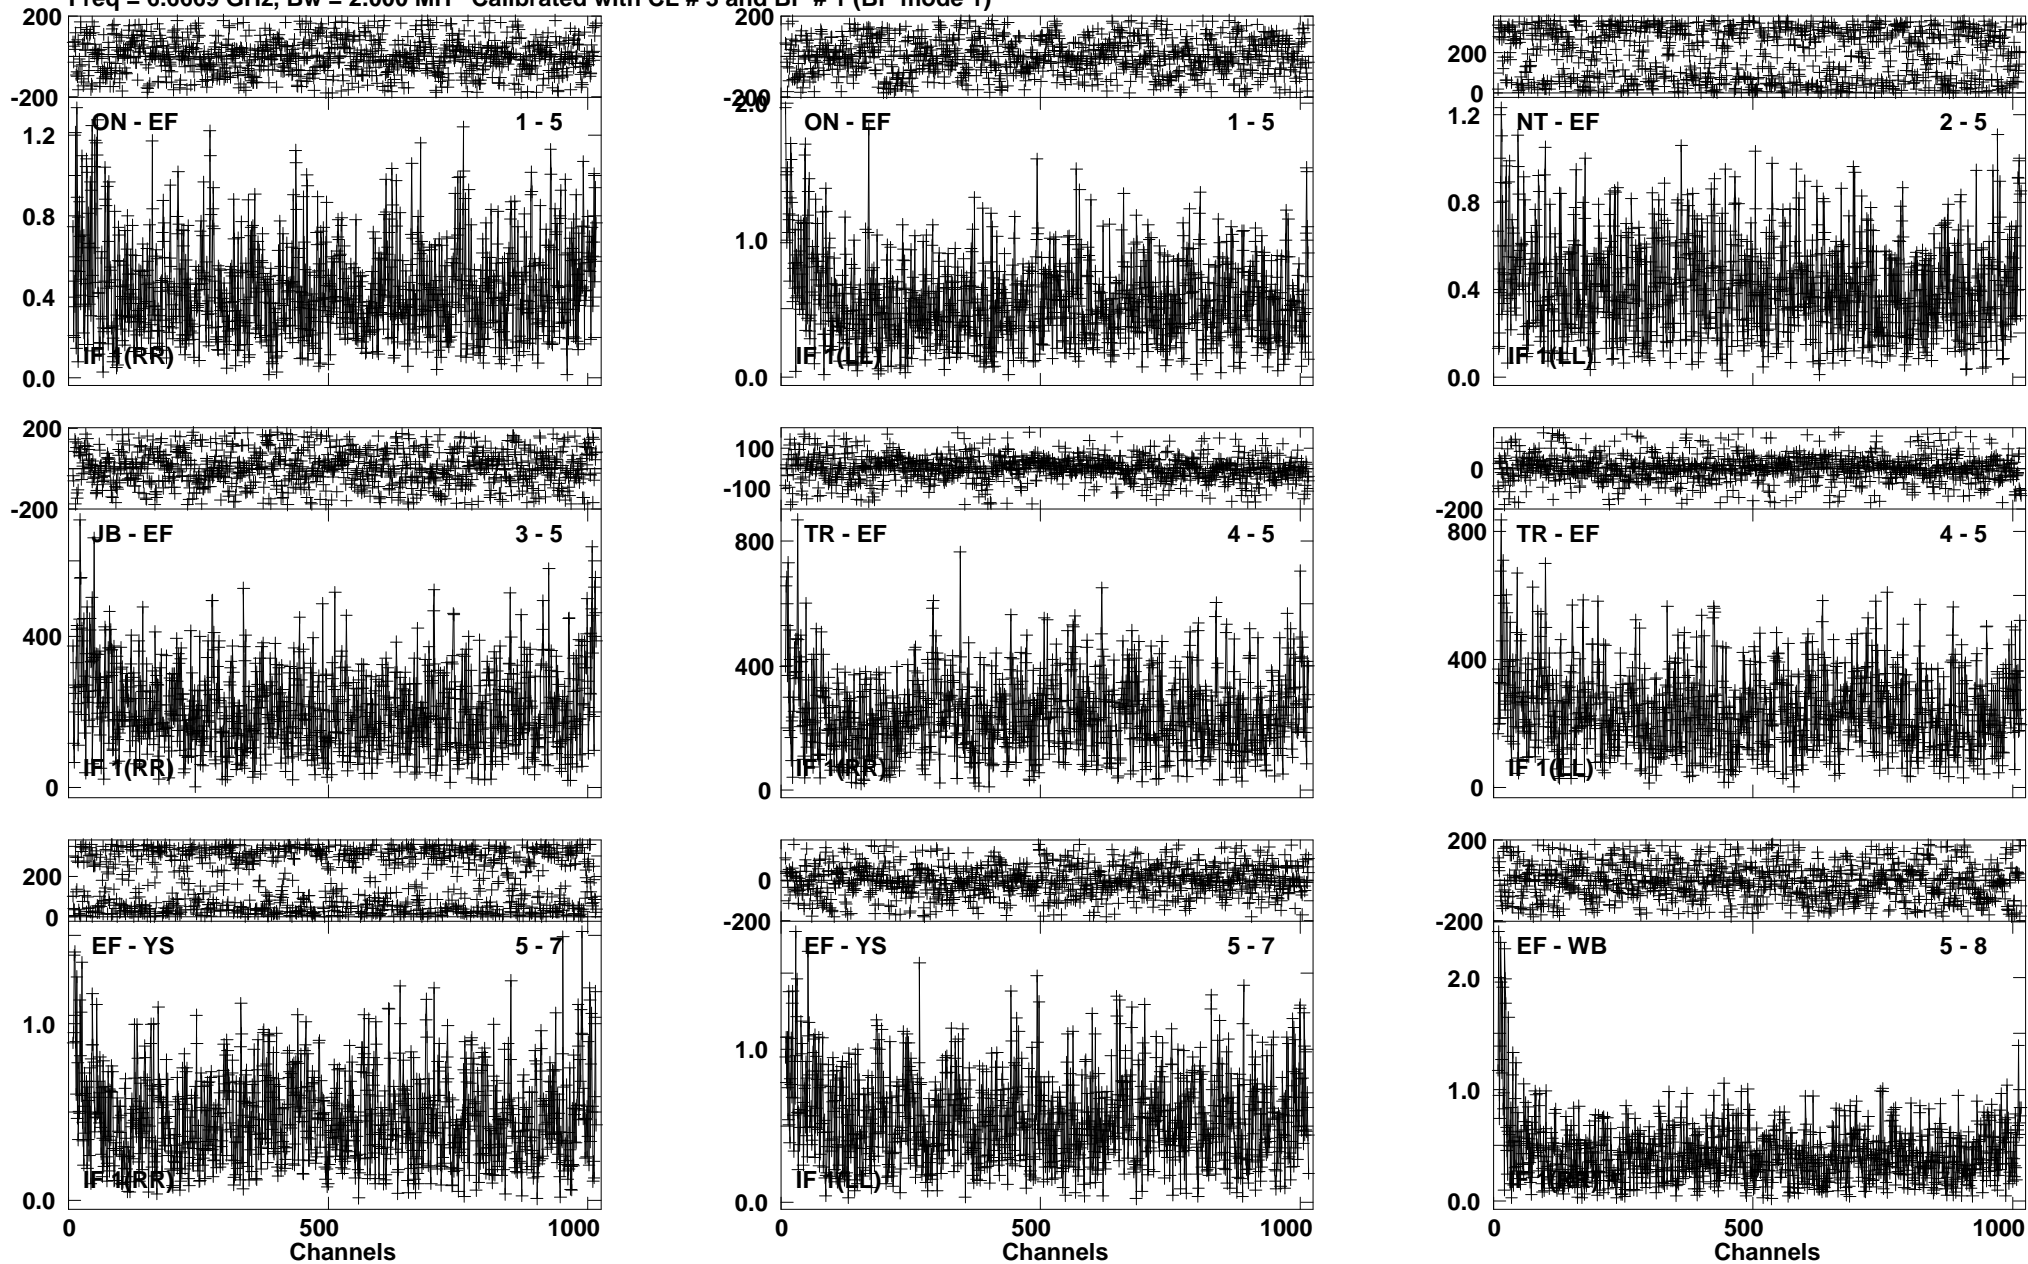 Freq = 6.6669 GHz, Bw = 2.000 MH Calibrated with CL # 3 and BP # 1 (BP mode 1)
200
-200
ON - EF 1 - 5
1.2
0.8
0.4
0.0
IF 1(RR)
200
-200
2.0
ON - EF 1 - 5
1.0
0.0
IF 1(LL)
200
0
NT - EF 2 - 5
1.2
0.8
0.4
0.0
IF 1(LL)
200
-200
JB - EF 3 - 5
400
0
IF 1(RR)
100
-100
TR - EF 4 - 5
800
400
0
IF 1(RR)
0
-200
TR - EF 4 - 5
800
400
0
IF 1(LL)
200
0
EF - YS 5 - 7
1.0
0.0
IF 1(RR)
0 500 1000
Channels
0
-200
EF - YS 5 - 7
1.0
0.0
IF 1(LL)
0 500 1000
Channels
200
-200
EF - WB 5 - 8
2.0
1.0
0.0
0 500 1000
Channels